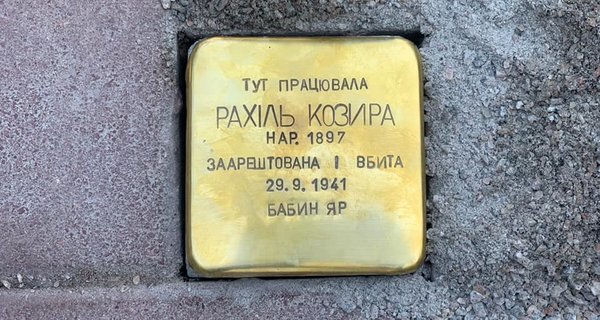 ТУТ ПРАЦЮВАЛА
РАХІЛЬ КОЗИРА
НАР. 1897
ЗААРЕШТОВАНА І ВБИТА
29.9.1941
БАБИН ЯР